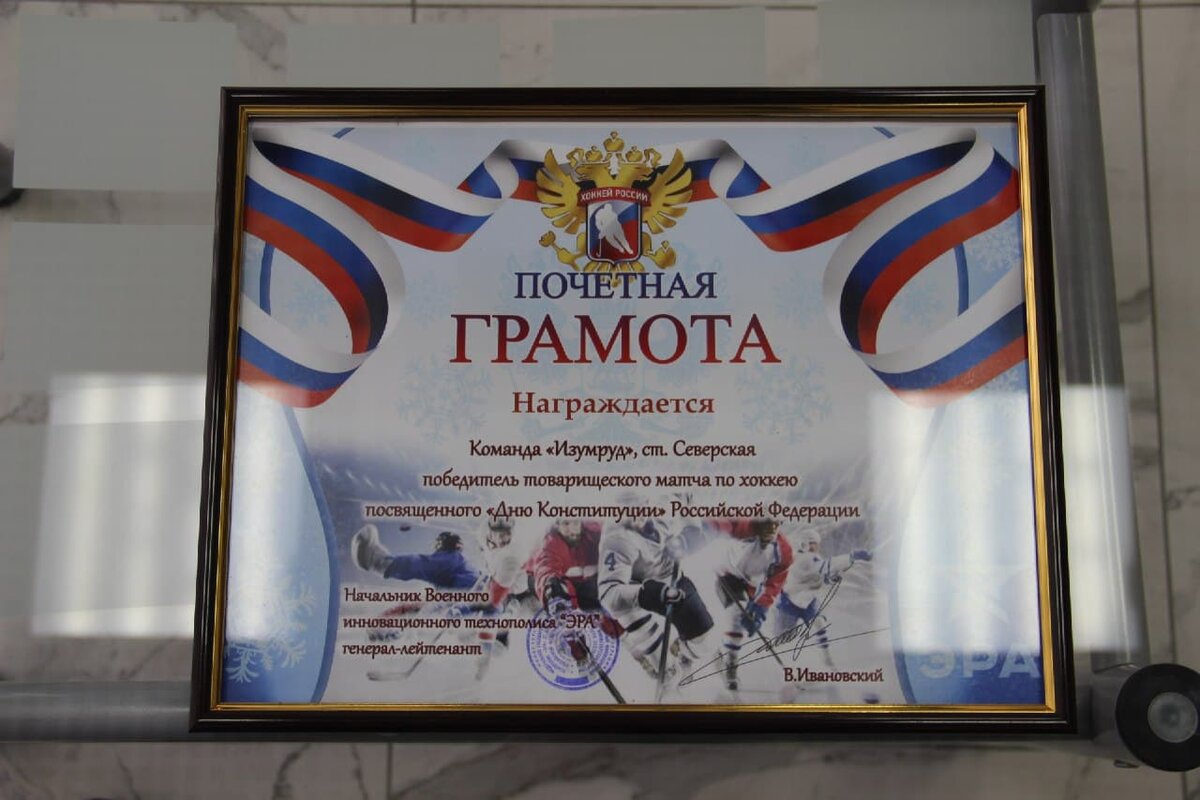 ХОККЕЙ РОССИИ
ПОЧЕТНАЯ
ГРАМОТА
Награждается
Команда «Изумруд», ст. Северская
победитель товарищеского матча по хоккею
посвященного «Дню Конституции» Российской Федерации
4
Начальник Военного
инновационного технополиса "ЭРА"
генерал-лейтенант
В.Ивановский
ЭРА